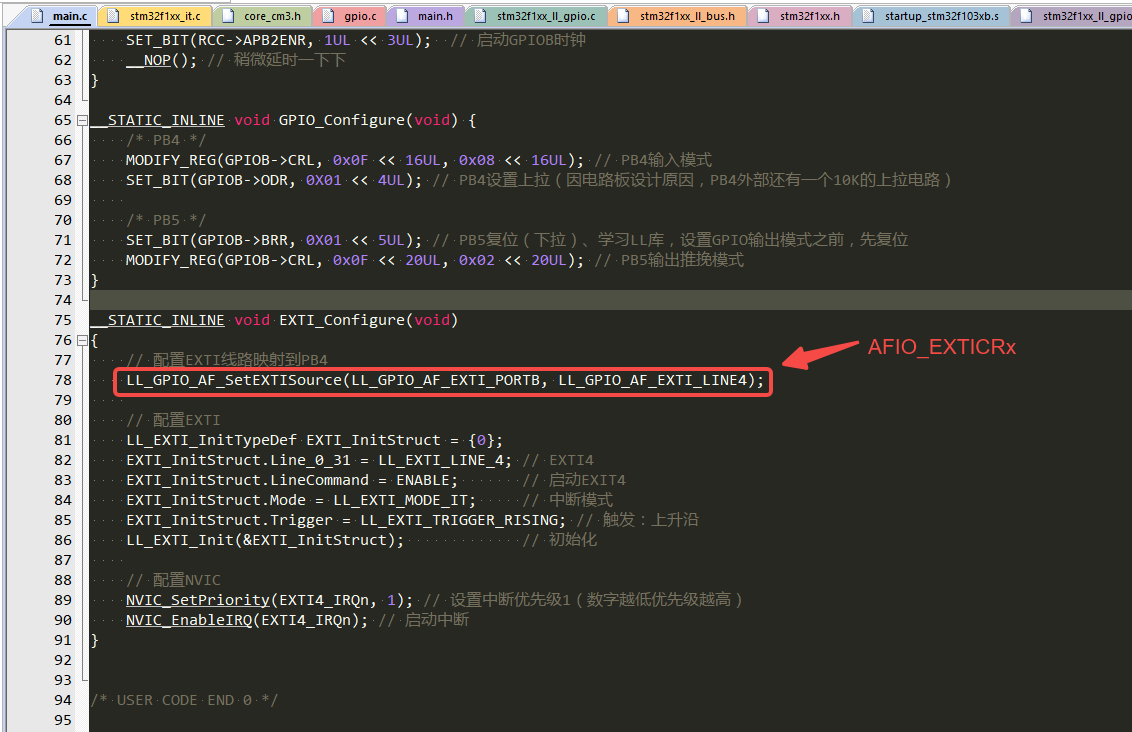 main.c stm32f1xx_it.c core_cm3.h gpio.c main.h stm32f1xx_ll_gpio.c stm32f1xx_ll_bus.h stm32f1xx.h startup_stm32f103xb.s stm32f1xx_ll_gpio
61 SET_BIT(RCC->APB2ENR, 1UL << 3UL); // 启动GPIOB时钟
62 __NOP(); // 稍微延时一下下
63 }
64
65 __STATIC_INLINE void GPIO_Configure(void) {
66 /* PB4 */
67 MODIFY_REG(GPIOB->CRL, 0x0F << 16UL, 0x08 << 16UL); // PB4输入模式
68 SET_BIT(GPIOB->ODR, 0X01 << 4UL); // PB4设置上拉（因电路板设计原因，PB4外部还有一个10K的上拉电路）
69
70 /* PB5 */
71 SET_BIT(GPIOB->BRR, 0X01 << 5UL); // PB5复位（下拉）、学习LL库，设置GPIO输出模式之前，先复位
72 MODIFY_REG(GPIOB->CRL, 0x0F << 20UL, 0x02 << 20UL); // PB5输出推挽模式
73 }
74
75 __STATIC_INLINE void EXTI_Configure(void)
76 {
77 // 配置EXTI线路映射到PB4
AFIO_EXTICRx
78 LL_GPIO_AF_SetEXTISource(LL_GPIO_AF_EXTI_PORTB, LL_GPIO_AF_EXTI_LINE4);
79
80 // 配置EXTI
81 LL_EXTI_InitTypeDef EXTI_InitStruct = {0};
82 EXTI_InitStruct.Line_0_31 = LL_EXTI_LINE_4; // EXTI4
83 EXTI_InitStruct.LineCommand = ENABLE; // 启动EXIT4
84 EXTI_InitStruct.Mode = LL_EXTI_MODE_IT; // 中断模式
85 EXTI_InitStruct.Trigger = LL_EXTI_TRIGGER_RISING; // 触发：上升沿
86 LL_EXTI_Init(&EXTI_InitStruct); // 初始化
87
88 // 配置NVIC
89 NVIC_SetPriority(EXTI4_IRQn, 1); // 设置中断优先级1（数字越低优先级越高）
90 NVIC_EnableIRQ(EXTI4_IRQn); // 启动中断
91 }
92
93
94 /* USER CODE END 0 */
95